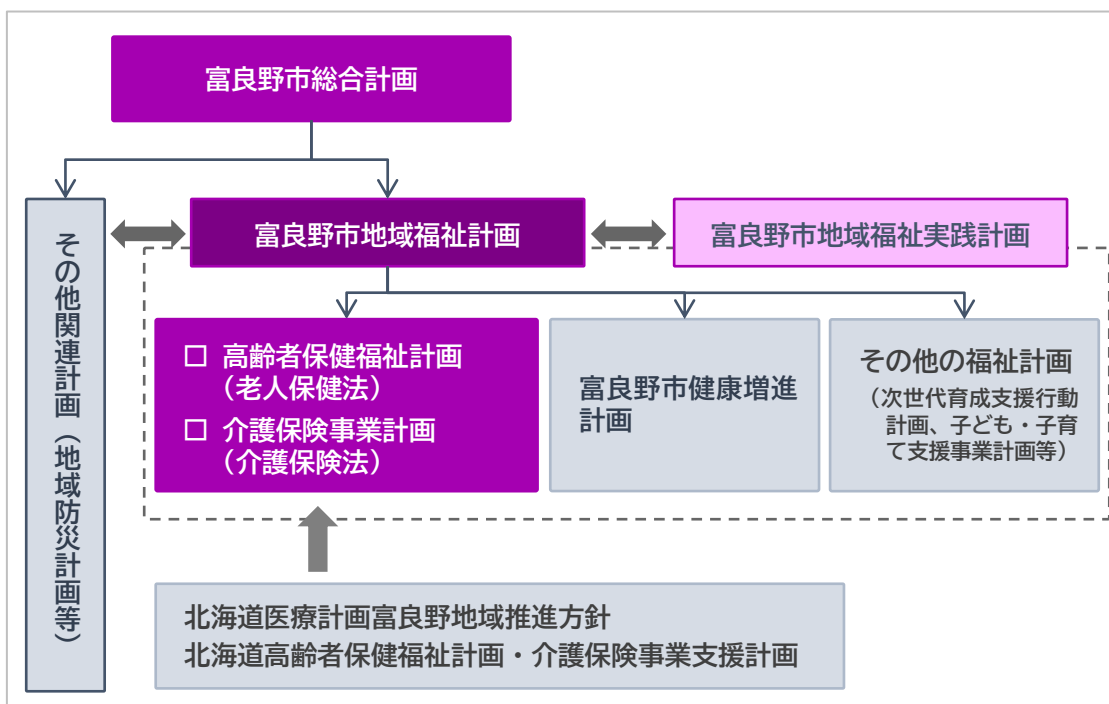 富良野市総合計画
その他関連計画（地域防災計画等）
富良野市地域福祉計画
富良野市地域福祉実践計画
□ 高齢者保健福祉計画
（老人保健法）
□ 介護保険事業計画
（介護保険法）
富良野市健康増進
計画
その他の福祉計画
（次世代育成支援行動
計画、子ども・子育
て支援事業計画等）
北海道医療計画富良野地域推進方針
北海道高齢者保健福祉計画・介護保険事業支援計画